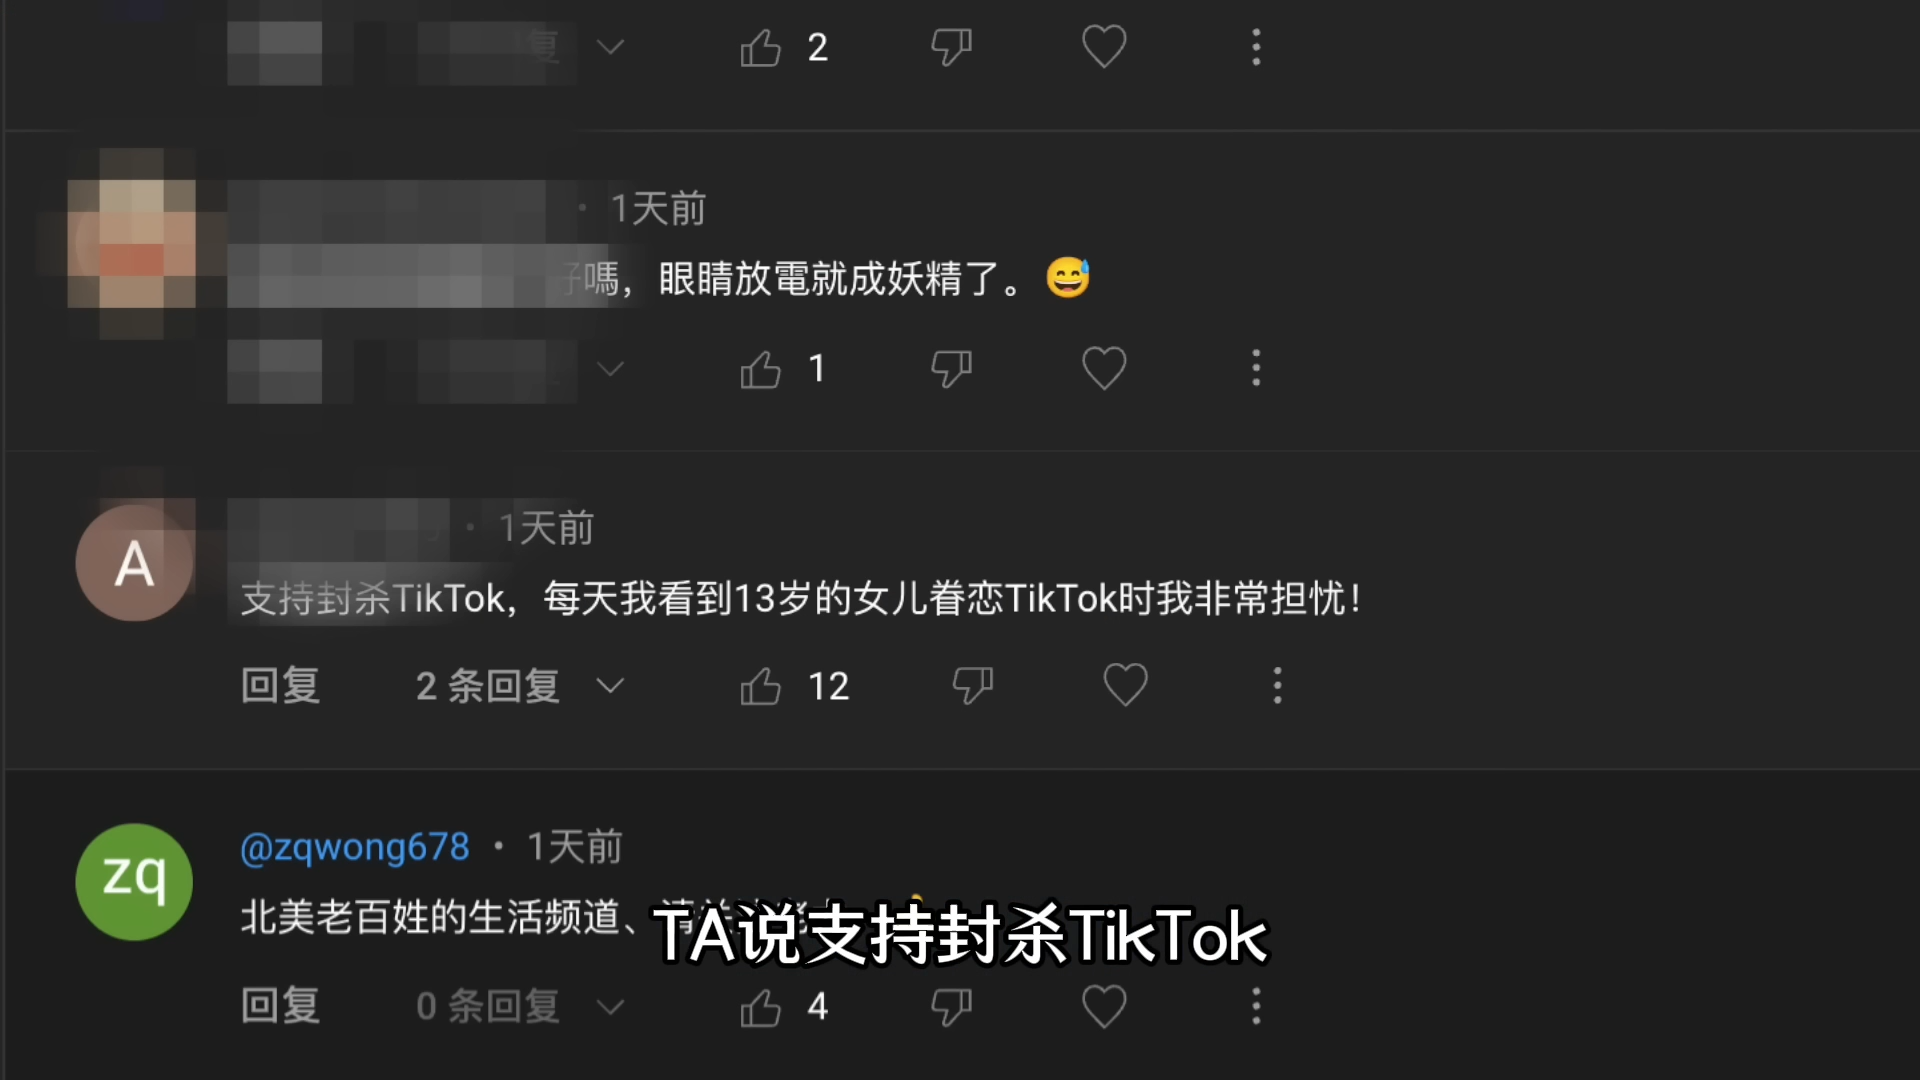 复
2
1天前
嗎，眼睛放電就成妖精了。😅
1
A
1天前
支持封杀TikTok，每天我看到13岁的女儿眷恋TikTok时我非常担忧！
回复 2 条回复 12
zq
@zqwong678 · 1天前
北美老百姓的生活频道、
TA说支持封杀TikTok
回复 0 条回复 4